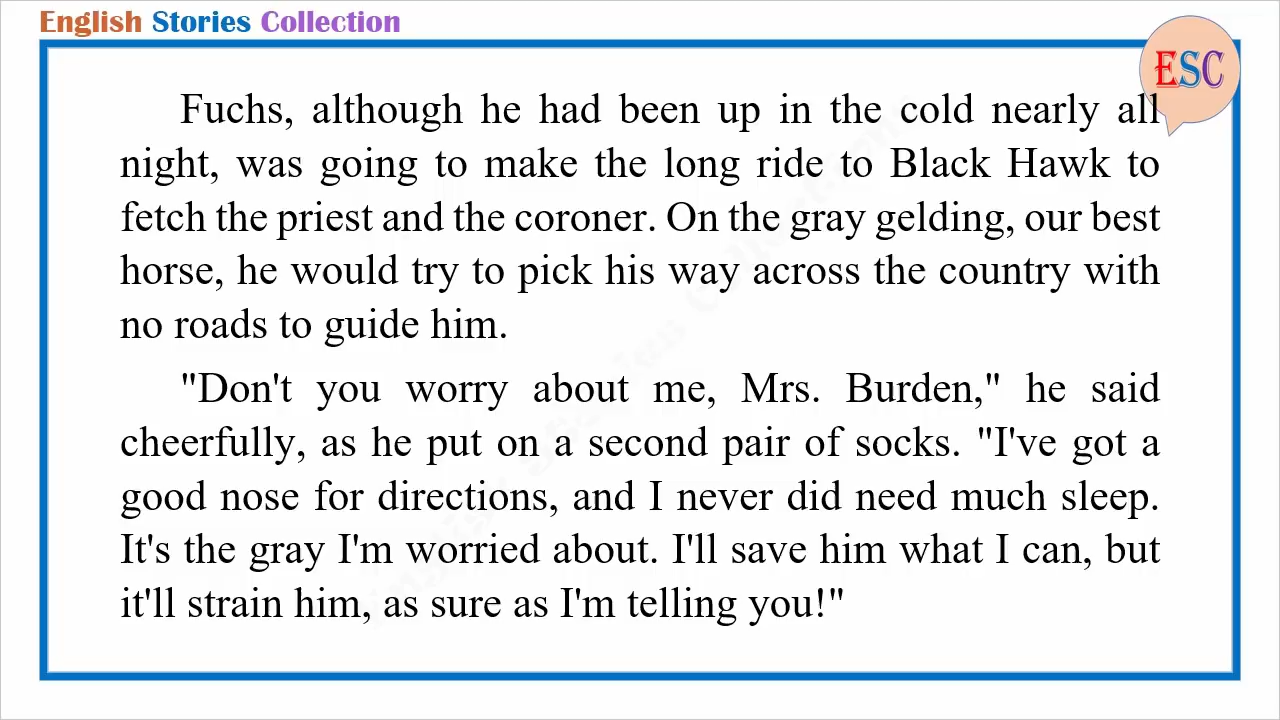 English Stories Collection
ESC
Fuchs, although he had been up in the cold nearly all
night, was going to make the long ride to Black Hawk to
fetch the priest and the coroner. On the gray gelding, our best
horse, he would try to pick his way across the country with
no roads to guide him.
"Don't you worry about me, Mrs. Burden," he said
cheerfully, as he put on a second pair of socks. "I've got a
good nose for directions, and I never did need much sleep.
It's the gray I'm worried about. I'll save him what I can, but
it'll strain him, as sure as I'm telling you!"